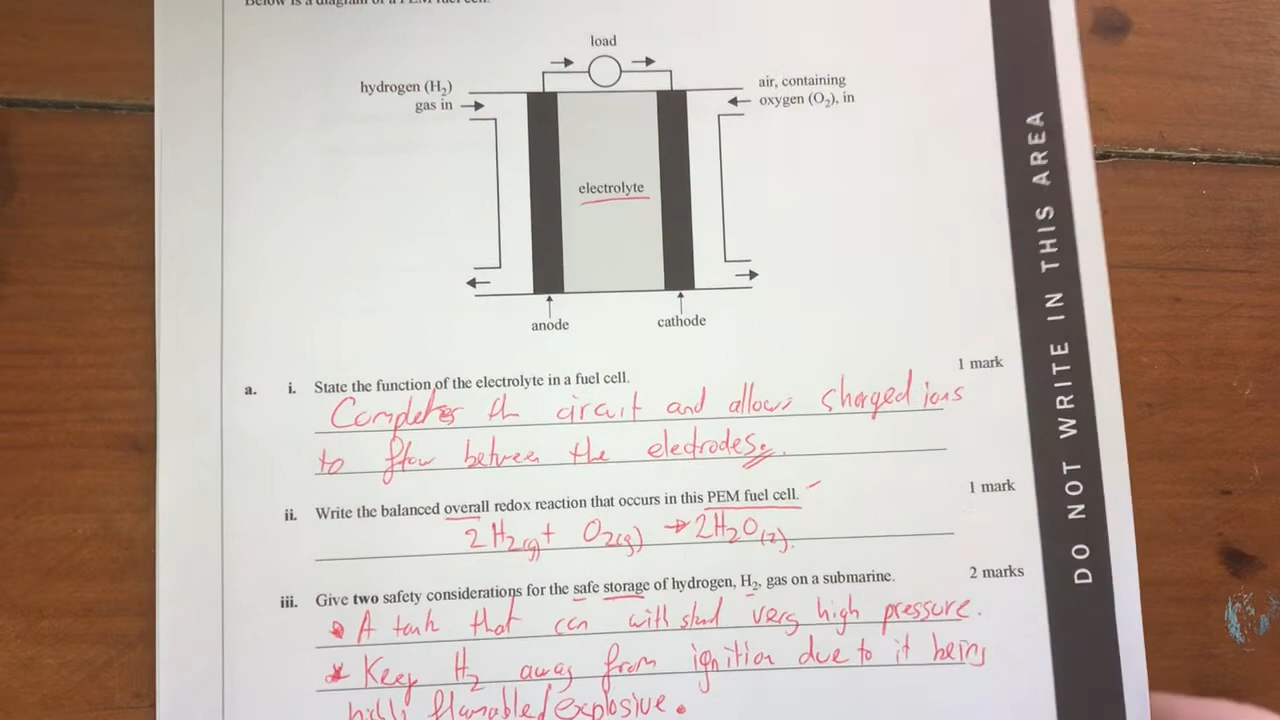 Below is a diagram of a PEM fuel cell.
load
hydrogen (H₂)
gas in
air, containing
oxygen (O₂), in
electrolyte
anode
cathode
1 mark
a. i. State the function of the electrolyte in a fuel cell.
Completes the circuit and allows charged ions
to flow between the electrodes.
1 mark
ii. Write the balanced overall redox reaction that occurs in this PEM fuel cell.
2H₂(g) + O₂(g) → 2H₂O(l).
2 marks
iii. Give two safety considerations for the safe storage of hydrogen, H₂, gas on a submarine.
A tank that can with stand very high pressure.
* Keep H₂ away from ignition due to it being
highly flamable/explosive.
DO NOT WRITE IN THIS AREA